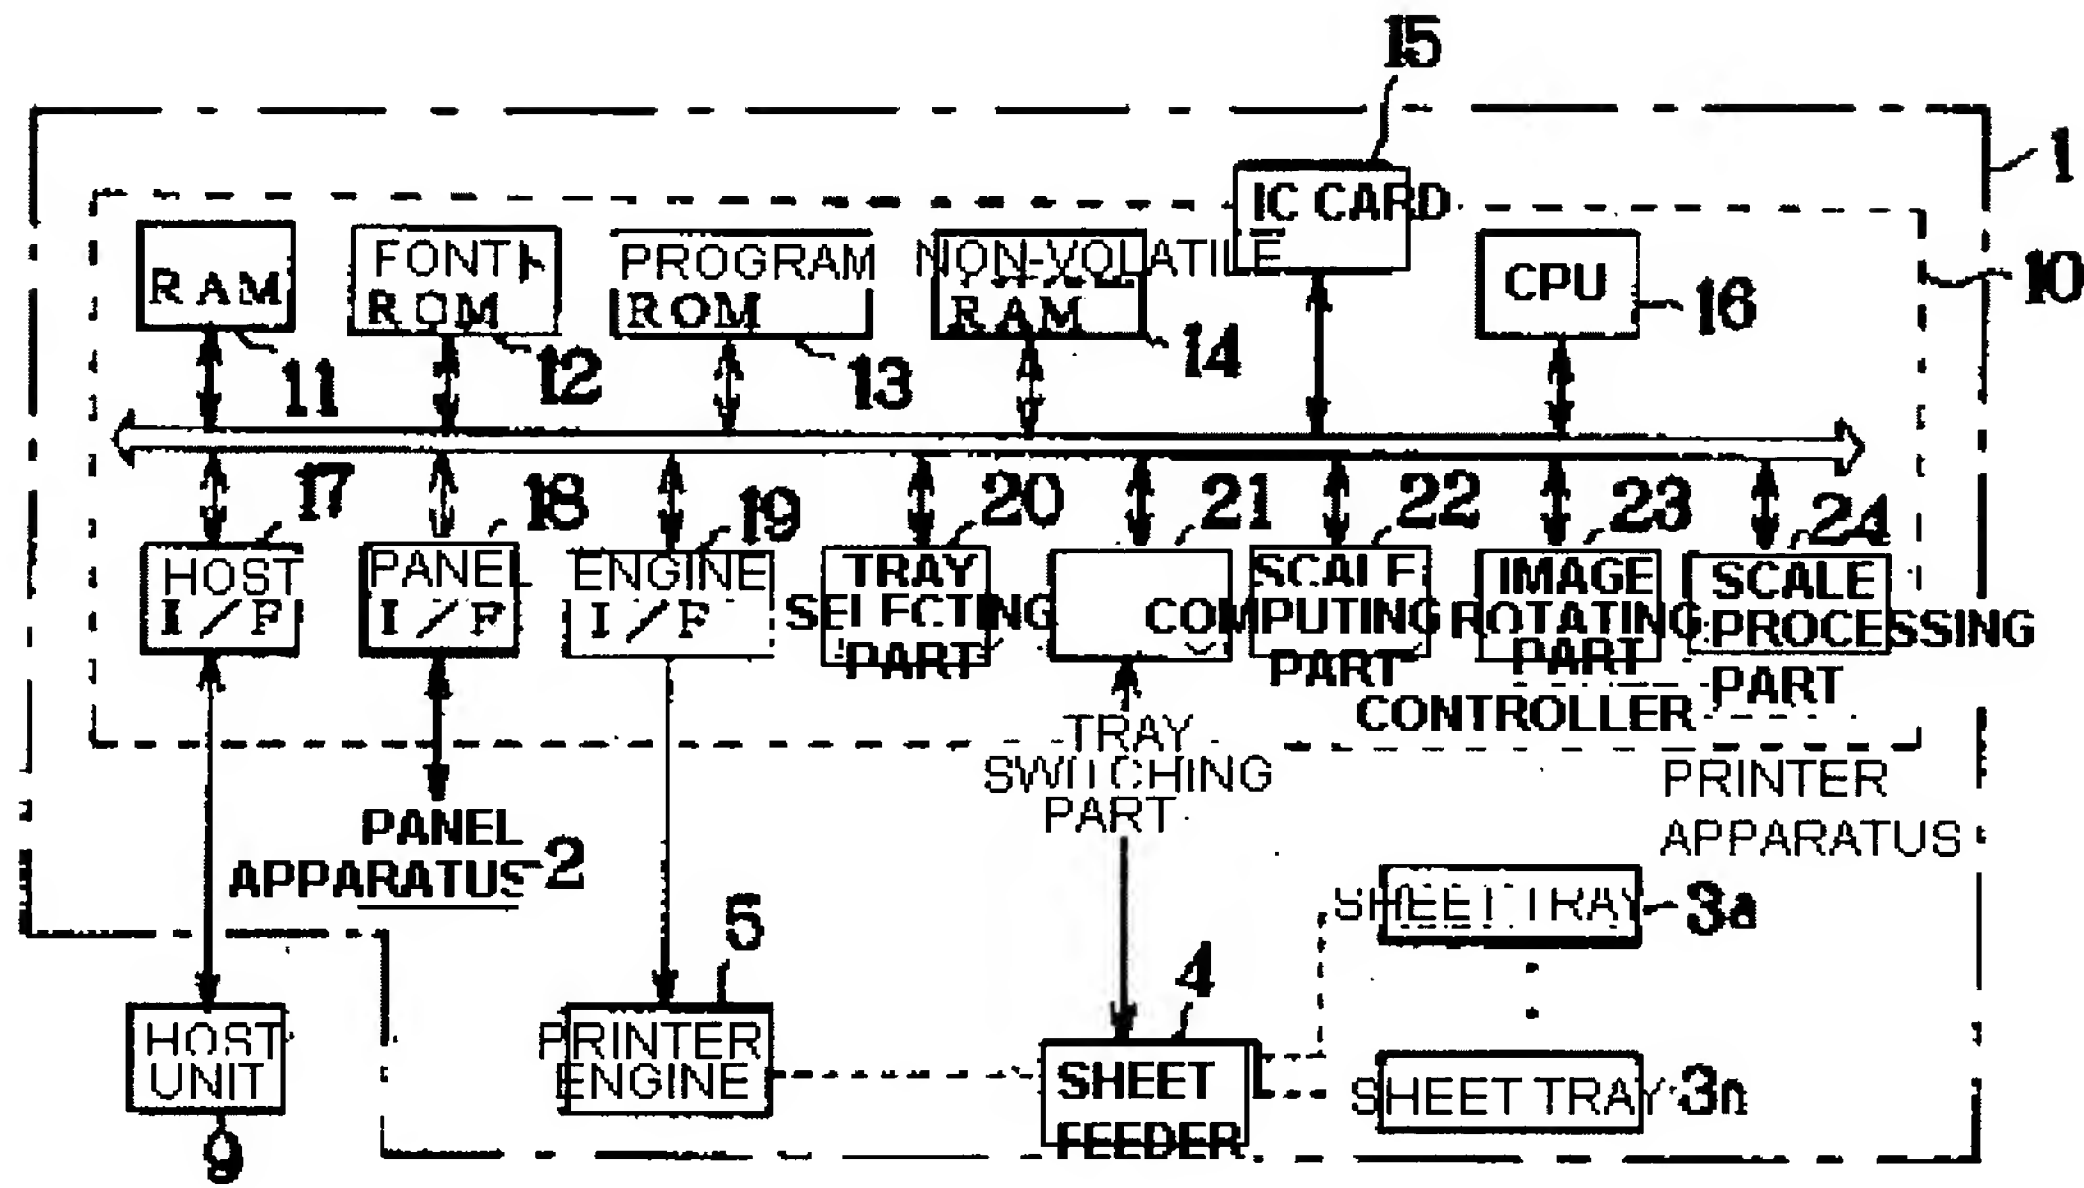 15
1
IC CARD
RAM
FONT
ROM
PROGRAM
ROM
NON-VOLATILE
RAM
CPU
10
11
12
13
14
16
17
18
19
20
21
22
23
24
HOST
I/F
PANEL
I/F
ENGINE
I/F
TRAY
SELECTING
PART
SCALE
COMPUTING
PART
IMAGE
ROTATING
PART
SCALE
PROCESSING
PART
CONTROLLER
TRAY
SWITCHING
PART
PRINTER
APPARATUS
PANEL
APPARATUS 2
SHEET TRAY 3a
5
4
HOST
UNIT
PRINTER
ENGINE
SHEET
FEEDER
SHEET TRAY 3n
9